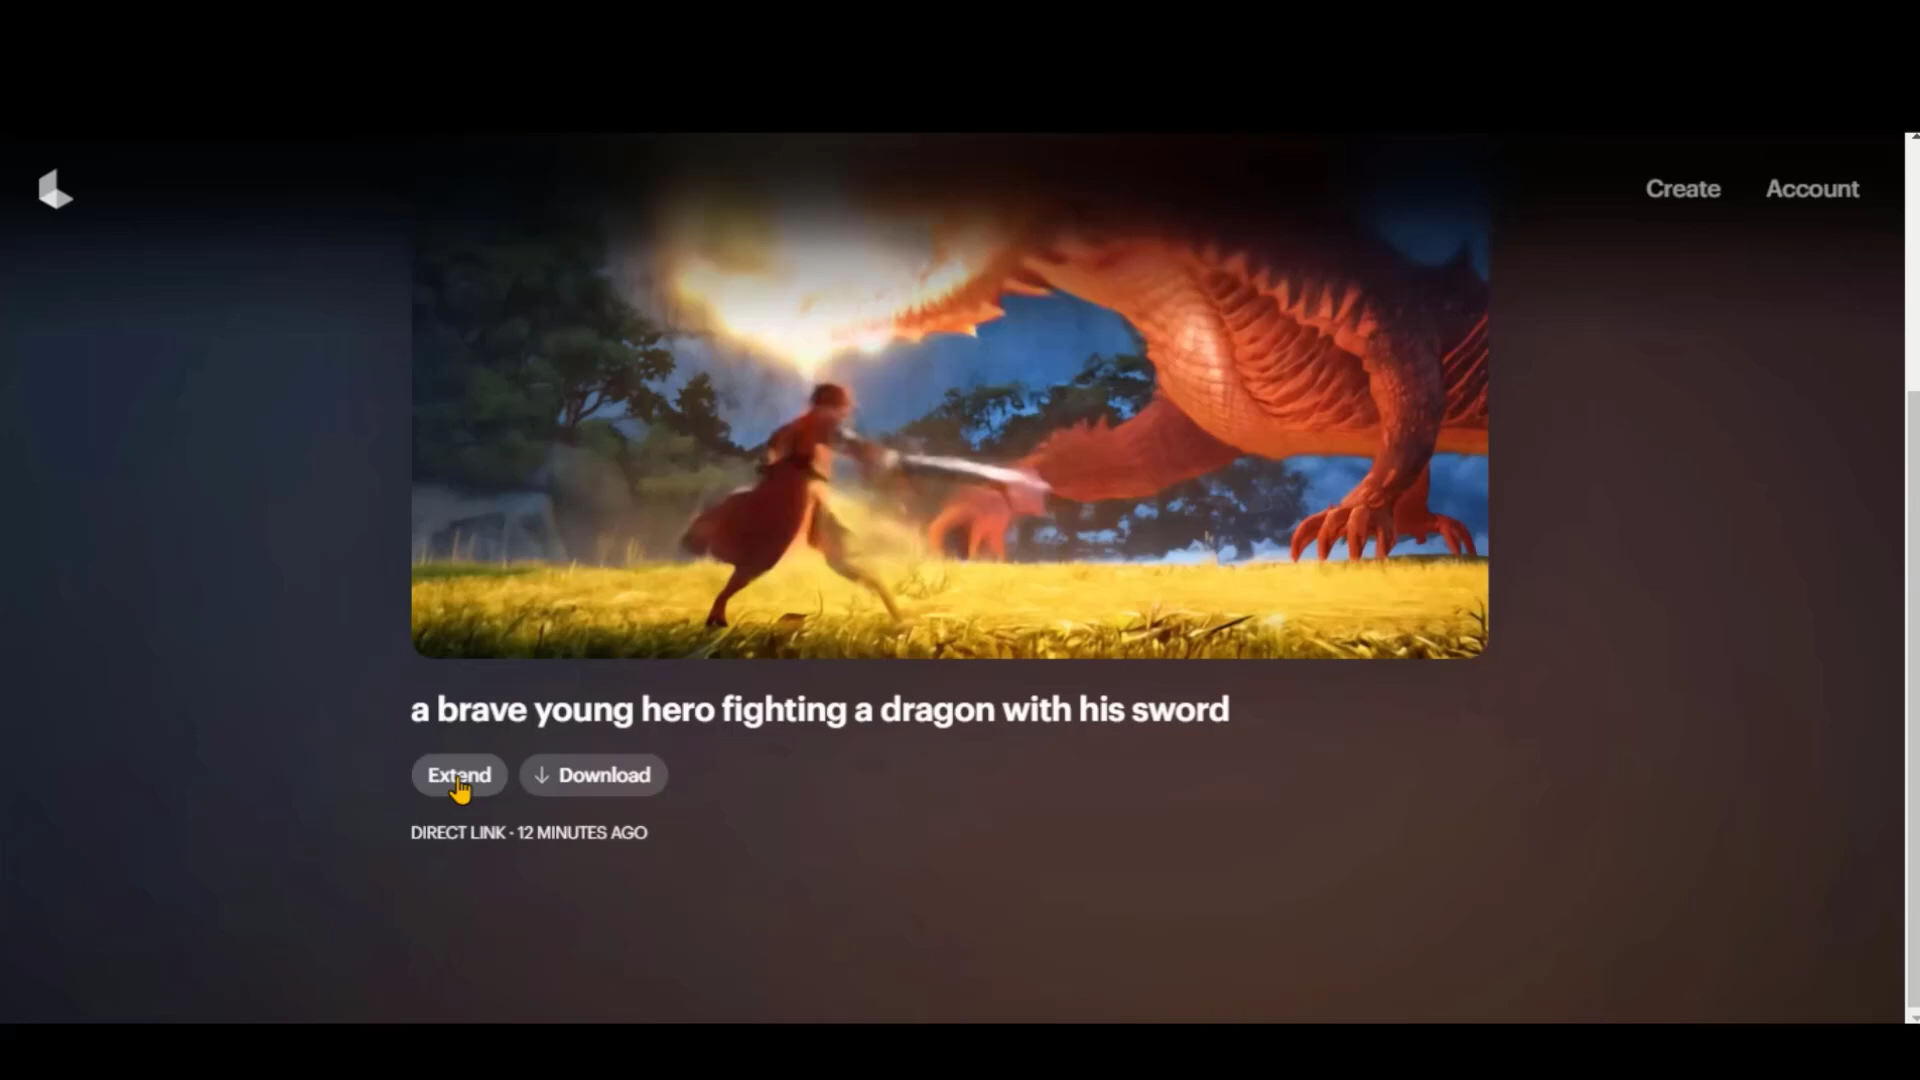 Create
Account
a brave young hero fighting a dragon with his sword
Extend
Download
DIRECT LINK · 12 MINUTES AGO